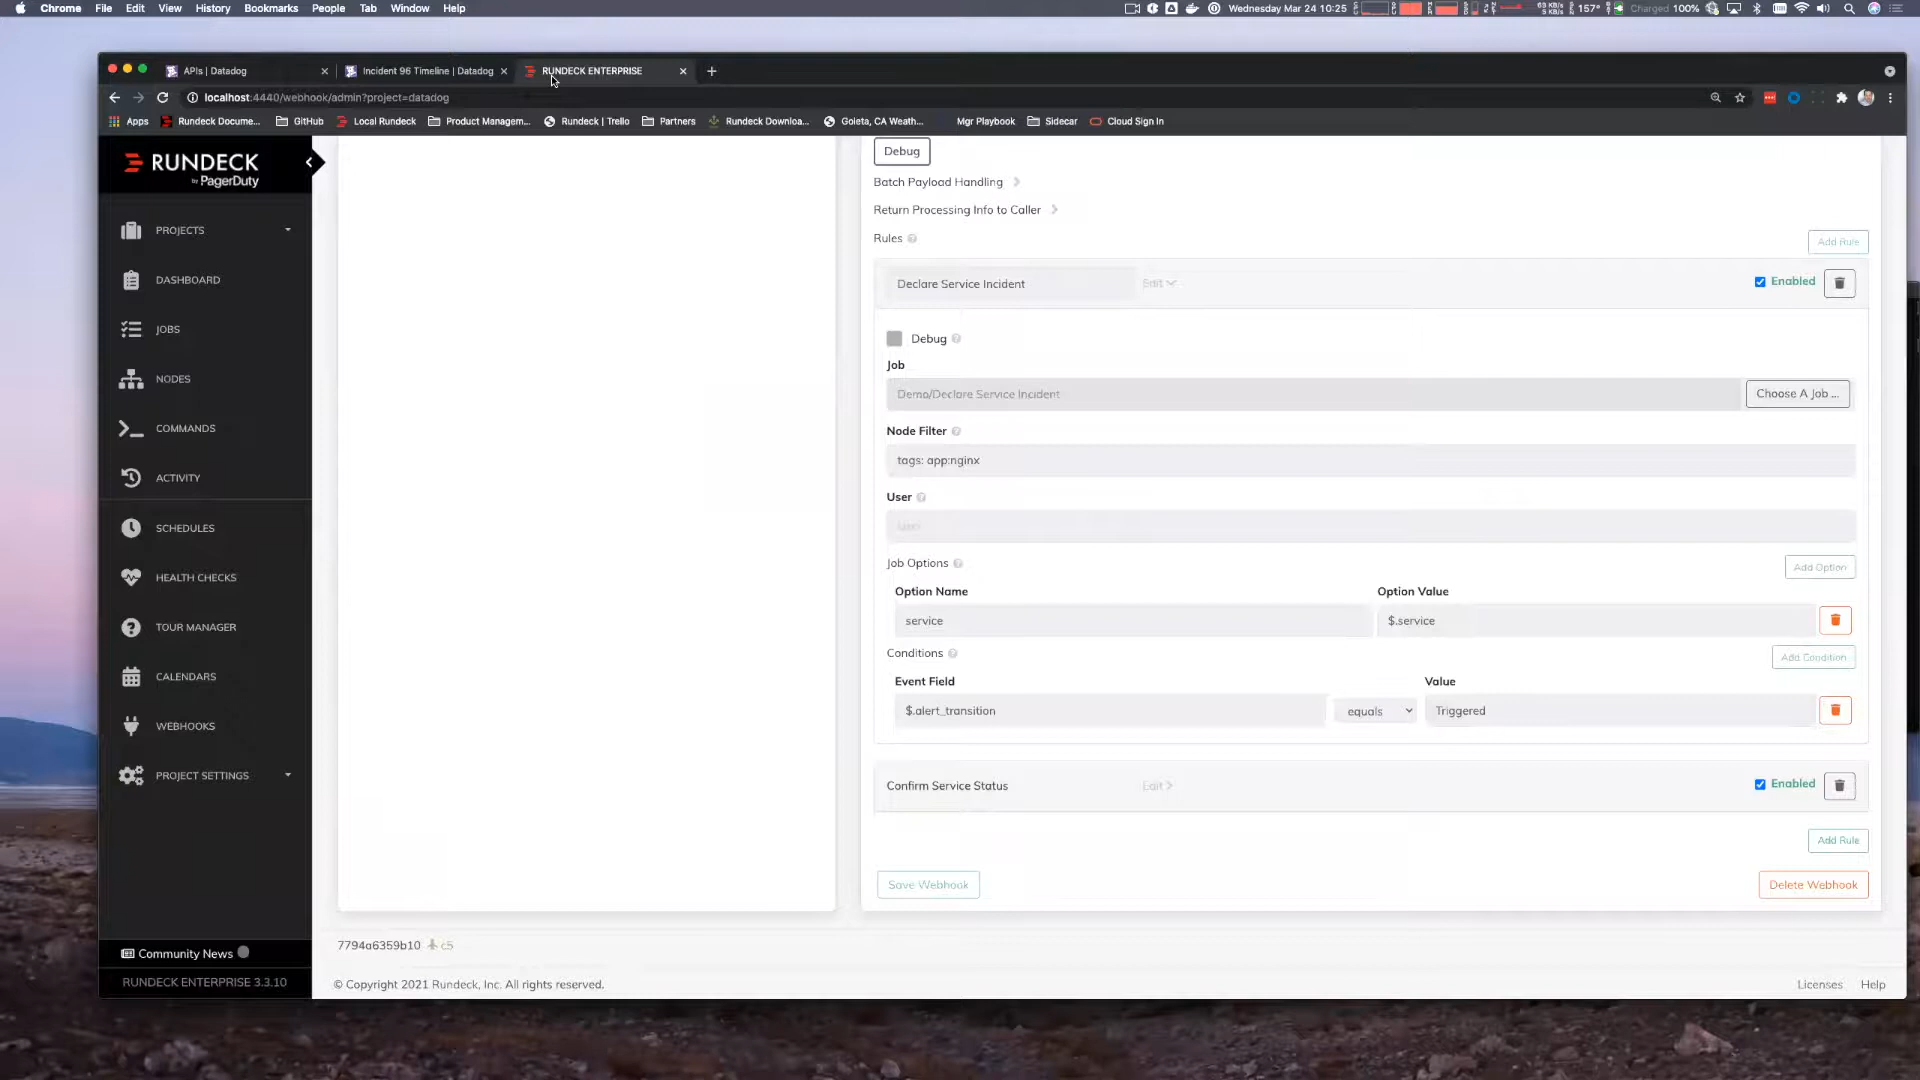 Chrome File Edit View History Bookmarks People Tab Window Help
Wednesday Mar 24 10:25
157°
Charged 100%
APIs | Datadog
Incident 96 Timeline | Datadog
RUNDECK ENTERPRISE
localhost:4440/webhook/admin?project=datadog
Apps
Rundeck Docume...
GitHub
Local Rundeck
Product Managem...
Rundeck | Trello
Partners
Rundeck Downloa...
Goleta, CA Weath...
Mgr Playbook
Sidecar
Cloud Sign In
RUNDECK
by PagerDuty
PROJECTS
DASHBOARD
JOBS
NODES
COMMANDS
ACTIVITY
SCHEDULES
HEALTH CHECKS
TOUR MANAGER
CALENDARS
WEBHOOKS
PROJECT SETTINGS
Community News
RUNDECK ENTERPRISE 3.3.10
Debug
Batch Payload Handling
Return Processing Info to Caller
Rules
Add Rule
Declare Service Incident
Edit
Enabled
Debug
Job
Demo/Declare Service Incident
Choose A Job ...
Node Filter
tags: app:nginx
User
User
Job Options
Add Option
Option Name
Option Value
service
$.service
Conditions
Add Condition
Event Field
Value
$.alert_transition
equals
Triggered
Confirm Service Status
Edit
Enabled
Add Rule
Save Webhook
Delete Webhook
7794a6359b10
c5
© Copyright 2021 Rundeck, Inc. All rights reserved.
Licenses
Help